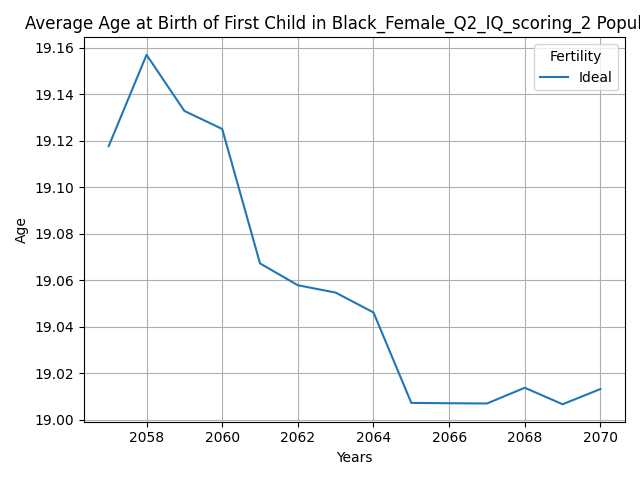 Average Age at Birth of First Child in Black_Female_Q2_IQ_scoring_2 Popul
19.16
19.14
19.12
19.10
19.08
19.06
19.04
19.02
19.00
Age
Fertility
Ideal
2058 2060 2062 2064 2066 2068 2070
Years